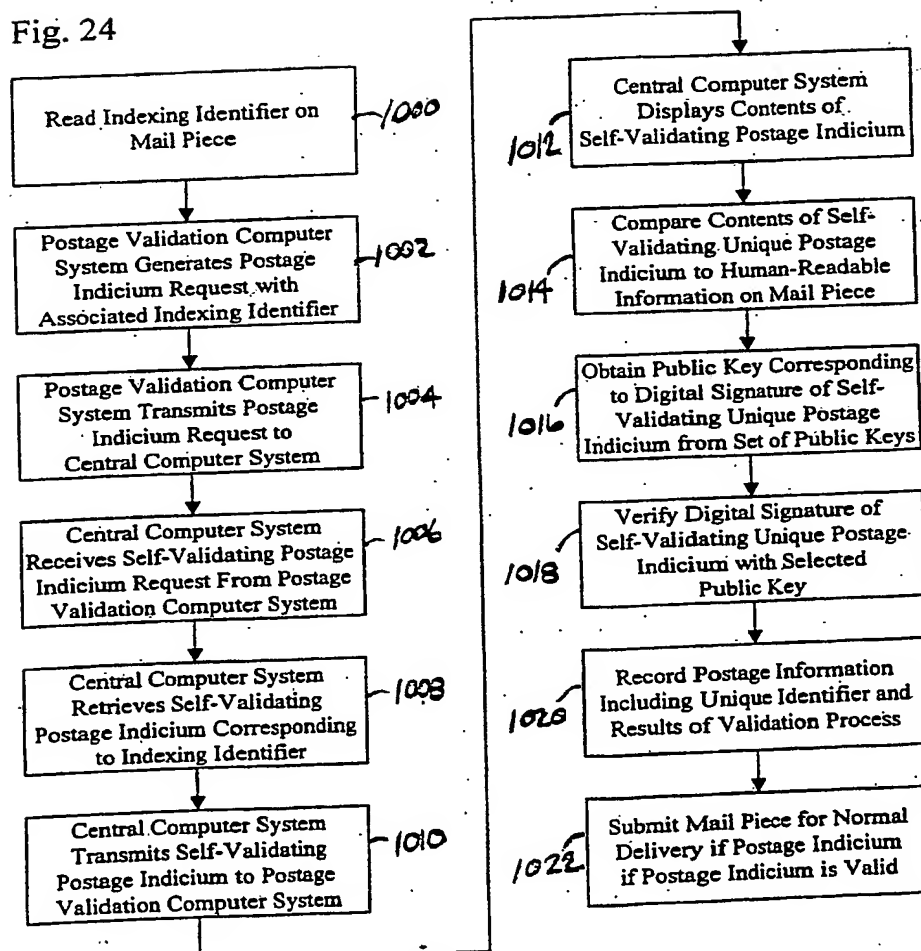 Fig. 24
Read Indexing Identifier on
Mail Piece
1000
Postage Validation Computer
System Generates Postage
Indicium Request with
Associated Indexing Identifier
1002
Postage Validation Computer
System Transmits Postage
Indicium Request to
Central Computer System
1004
Central Computer System
Receives Self-Validating Postage
Indicium Request From Postage
Validation Computer System
1006
Central Computer System
Retrieves Self-Validating
Postage Indicium Corresponding
to Indexing Identifier
1008
Central Computer System
Transmits Self-Validating
Postage Indicium to Postage
Validation Computer System
1010
Central Computer System
Displays Contents of
Self-Validating Postage Indicium
1012
Compare Contents of Self-
Validating Unique Postage
Indicium to Human-Readable
Information on Mail Piece
1014
Obtain Public Key Corresponding
to Digital Signature of Self-
Validating Unique Postage
Indicium from Set of Public Keys
1016
Verify Digital Signature of
Self-Validating Unique Postage
Indicium with Selected
Public Key
1018
Record Postage Information
Including Unique Identifier and
Results of Validation Process
1020
Submit Mail Piece for Normal
Delivery if Postage Indicium
if Postage Indicium is Valid
1022